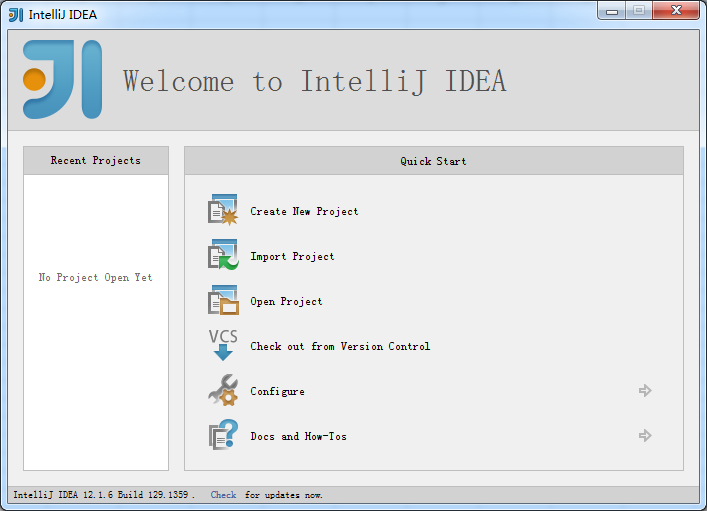 IntelliJ IDEA
Welcome to IntelliJ IDEA
Recent Projects
No Project Open Yet
Quick Start
Create New Project
Import Project
Open Project
VCS
Check out from Version Control
Configure
Docs and How-Tos
IntelliJ IDEA 12.1.6 Build 129.1359 . Check for updates now.